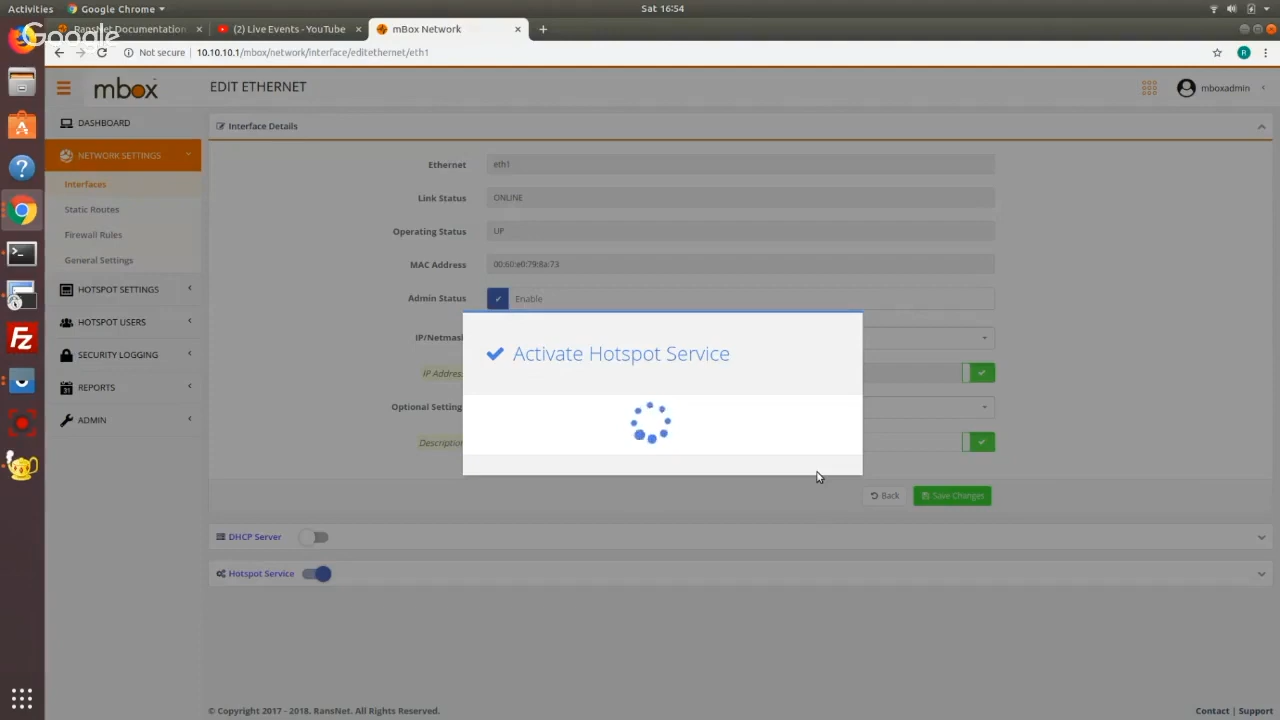 Activities
Google Chrome
Sat 16:54
Google
RansNet Documentation
(2) Live Events - YouTube
mBox Network
Not secure
10.10.10.1/mbox/network/interface/editethernet/eth1
R
mbox
EDIT ETHERNET
mboxadmin
DASHBOARD
NETWORK SETTINGS
Interfaces
Static Routes
Firewall Rules
General Settings
HOTSPOT SETTINGS
HOTSPOT USERS
SECURITY LOGGING
REPORTS
ADMIN
Interface Details
Ethernet eth1
Link Status ONLINE
Operating Status UP
MAC Address 00:60:e0:79:8a:73
Admin Status Enable
IP/Netmask
IP Address
Optional Setting
Description
Activate Hotspot Service
Back
Save Changes
DHCP Server
Hotspot Service
© Copyright 2017 - 2018, RansNet. All Rights Reserved.
Contact | Support